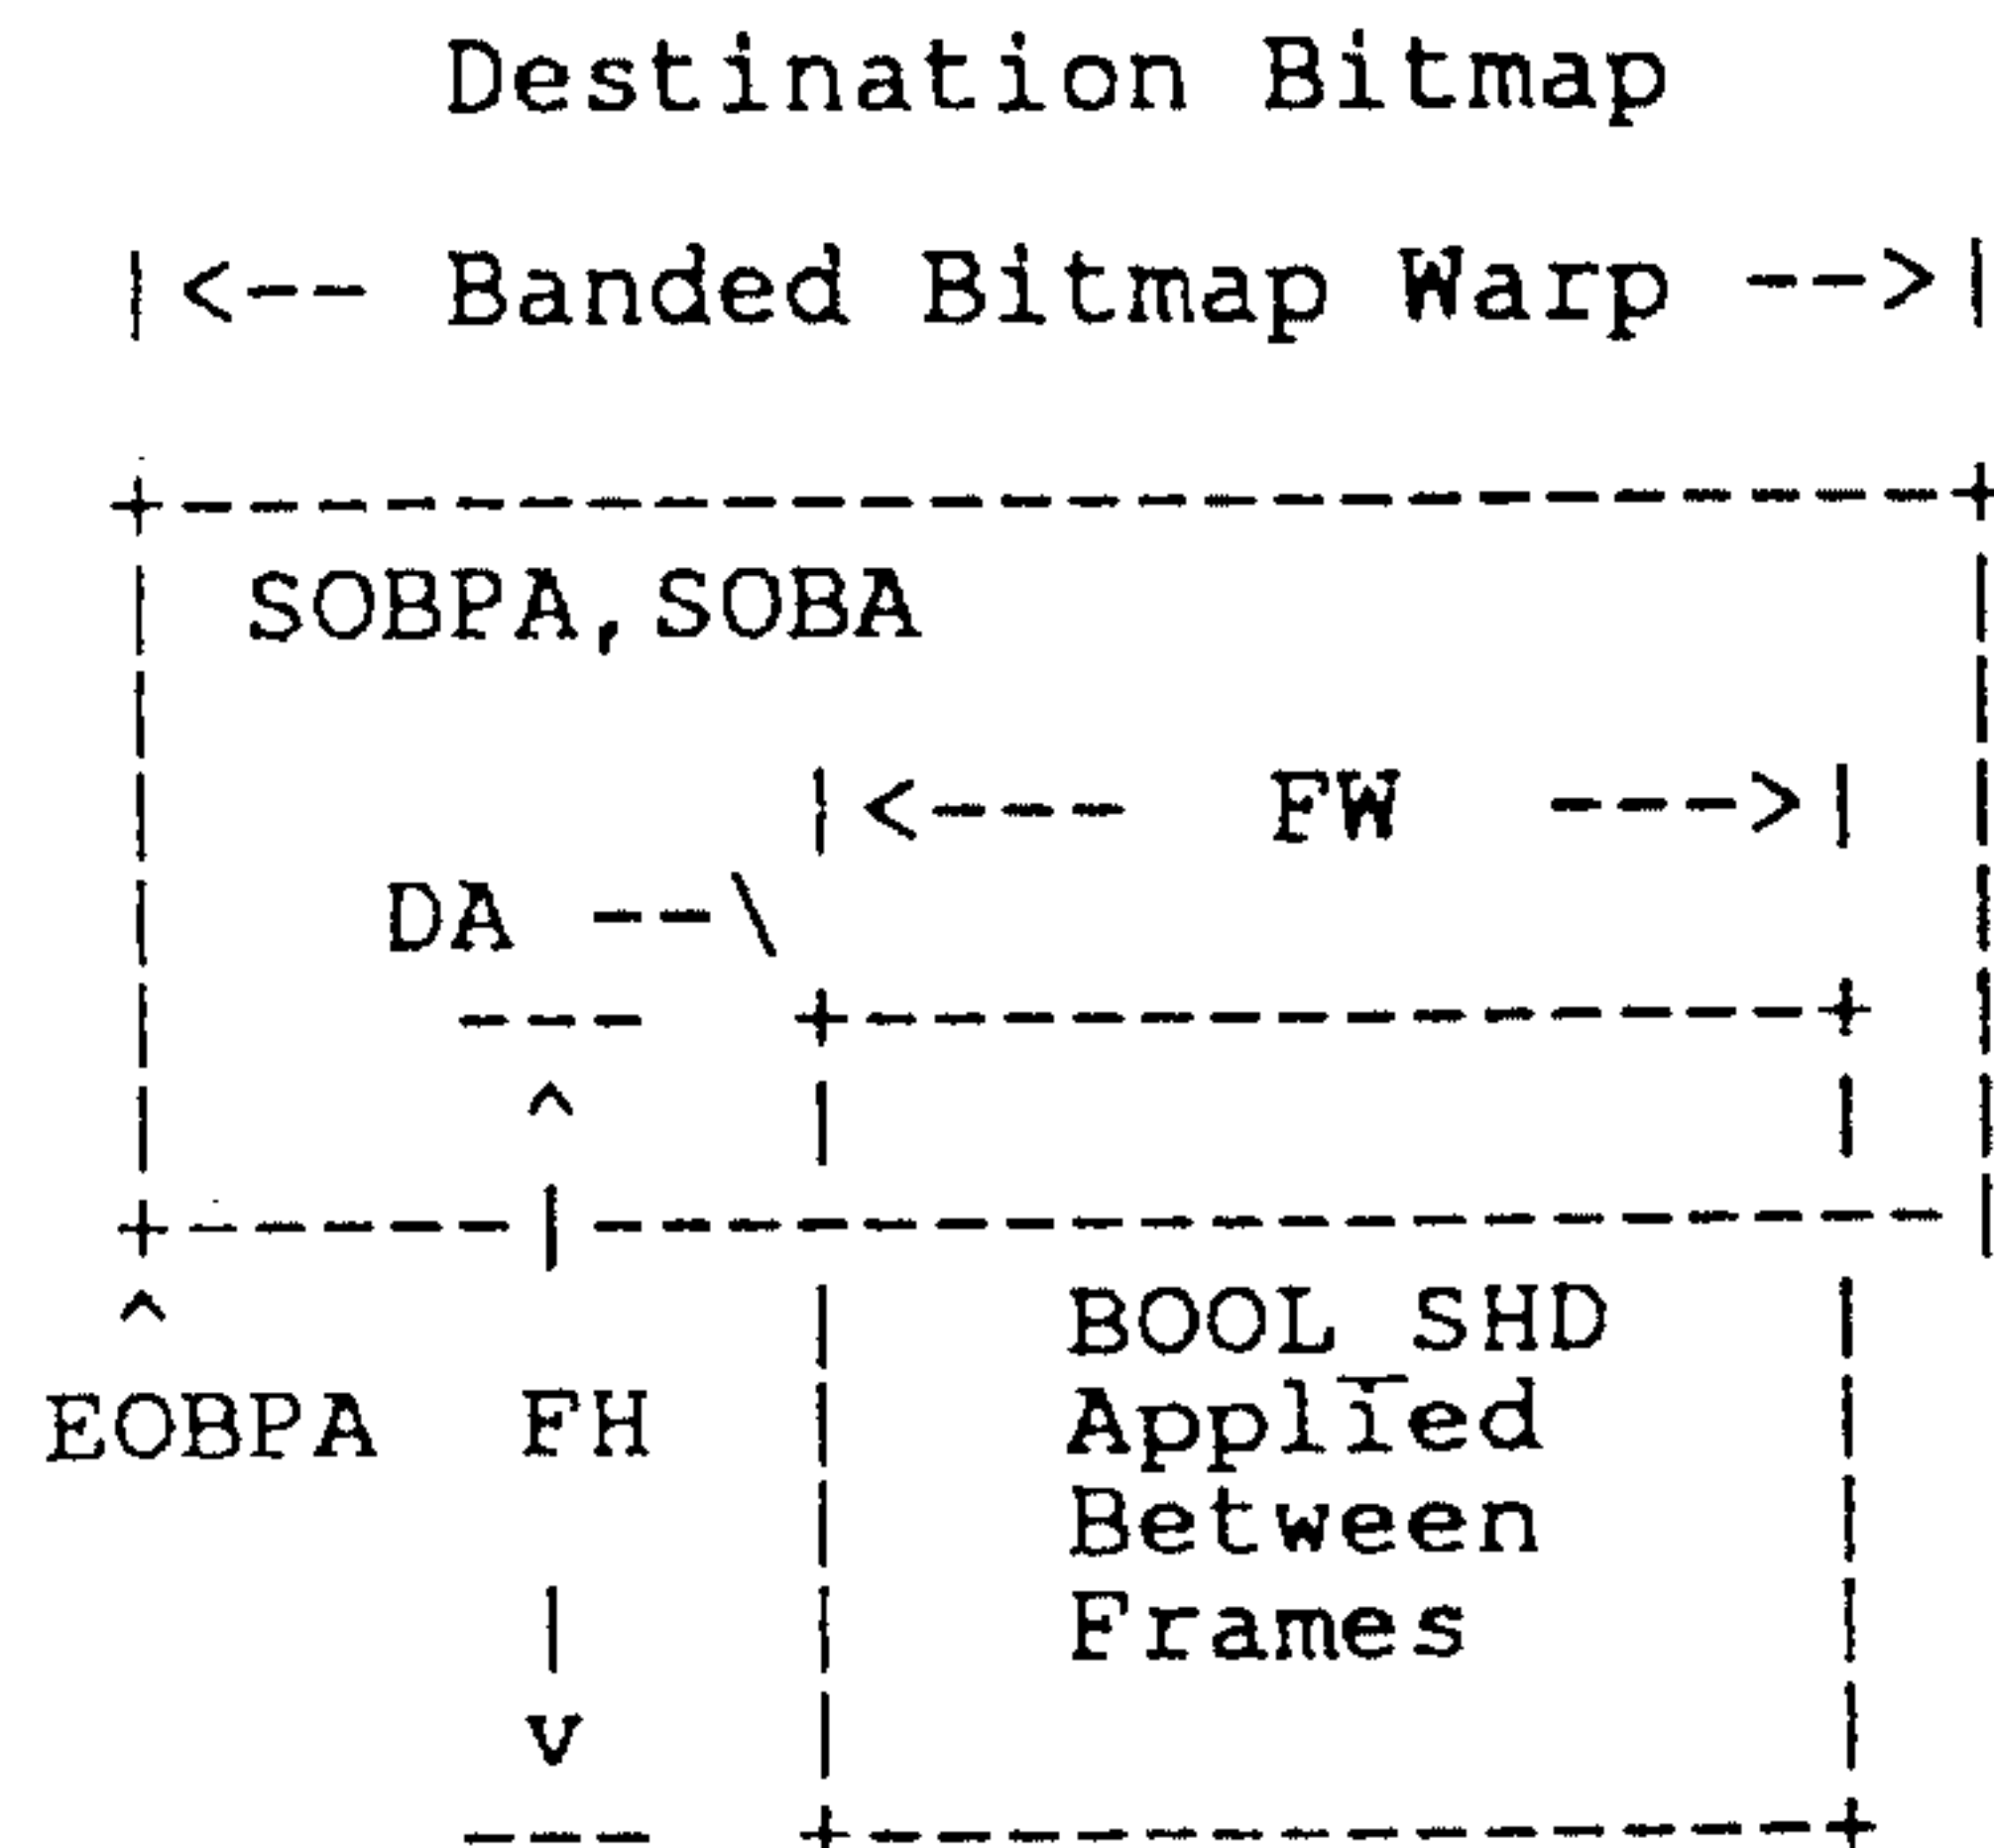 Destination Bitmap
|<-- Banded Bitmap Warp -->|
+--------------------------+
| SOBPA,SOBA |
|<--- FW --->|
DA --\
--- +--------------+
^ | |
+-----|--------------------|
^ | BOOL_SHD |
EOBPA FH | Applied |
| Between |
| | Frames |
v | |
--- +--------------+